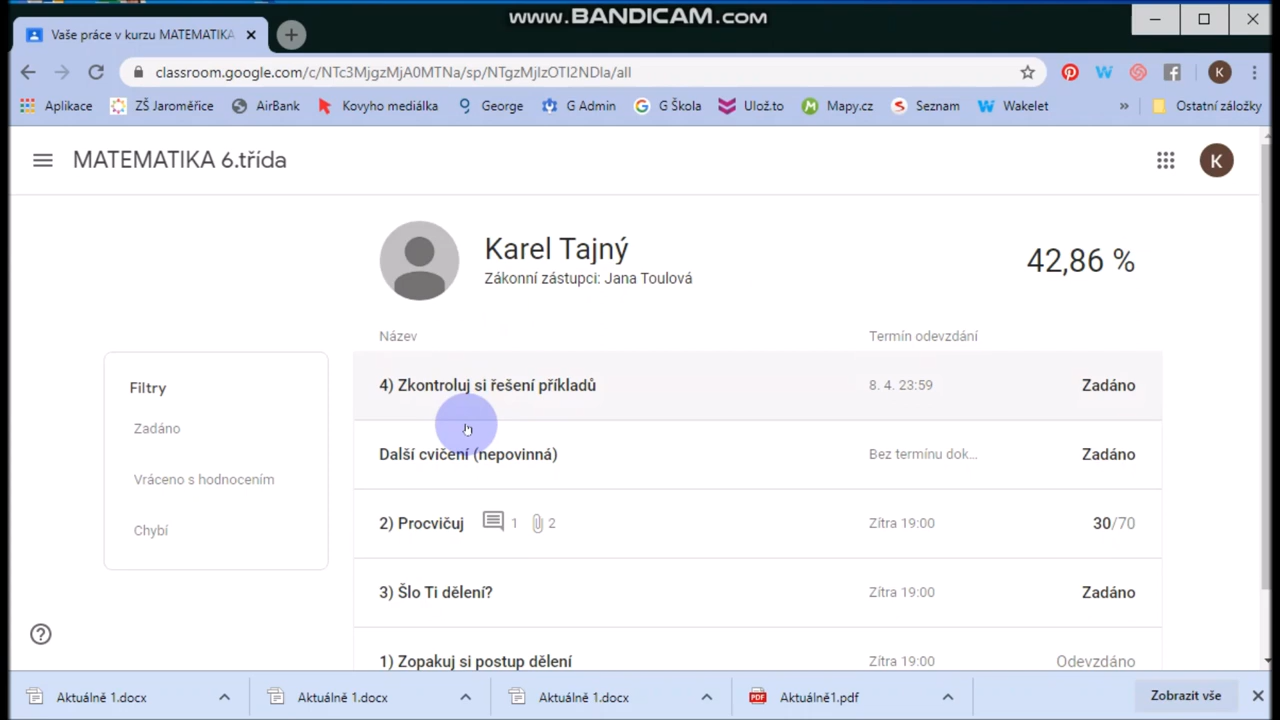 www.BANDICAM.com
Vaše práce v kurzu MATEMATIKA
classroom.google.com/c/NTc3MjgzMjA0MTNa/sp/NTgzMjIzOTI2NDla/all
K
Aplikace
ZŠ Jaroměřice
AirBank
Kovyho mediálka
George
G Admin
G Škola
Ulož.to
Mapy.cz
Seznam
Wakelet
»
Ostatní záložky
MATEMATIKA 6.třída
K
Karel Tajný
42,86 %
Zákonní zástupci: Jana Toulová
Název
Termín odevzdání
Filtry
Zadáno
Vráceno s hodnocením
Chybí
4) Zkontroluj si řešení příkladů
8. 4. 23:59
Zadáno
Další cvičení (nepovinná)
Bez termínu dok...
Zadáno
2) Procvičuj
1
2
Zítra 19:00
30/70
3) Šlo Ti dělení?
Zítra 19:00
Zadáno
1) Zopakuj si postup dělení
Zítra 19:00
Odevzdáno
Aktuálně 1.docx
Aktuálně 1.docx
Aktuálně 1.docx
PDF
Aktuálně1.pdf
Zobrazit vše